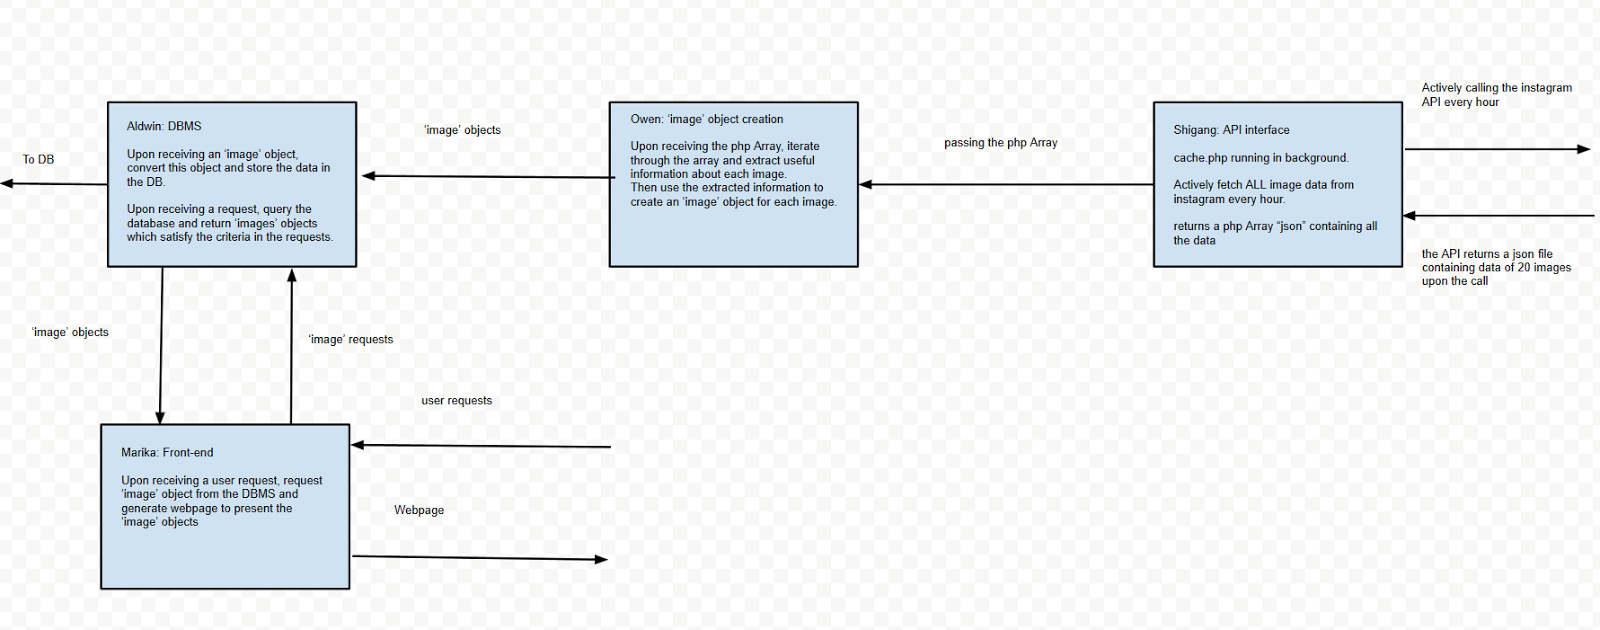 To DB
Aldwin: DBMS
Upon receiving an ‘image’ object,
convert this object and store the data in
the DB.
Upon receiving a request, query the
database and return ‘images’ objects
which satisfy the criteria in the requests.
‘image’ objects
Owen: ‘image’ object creation
Upon receiving the php Array, iterate
through the array and extract useful
information about each image.
Then use the extracted information to
create an ‘image’ object for each image.
passing the php Array
Shigang: API interface
cache.php running in background.
Actively fetch ALL image data from
instagram every hour.
returns a php Array “json” containing all
the data
Actively calling the instagram
API every hour
the API returns a json file
containing data of 20 images
upon the call
‘image’ objects
‘image’ requests
user requests
Marika: Front-end
Upon receiving a user request, request
‘image’ object from the DBMS and
generate webpage to present the
‘image’ objects
Webpage